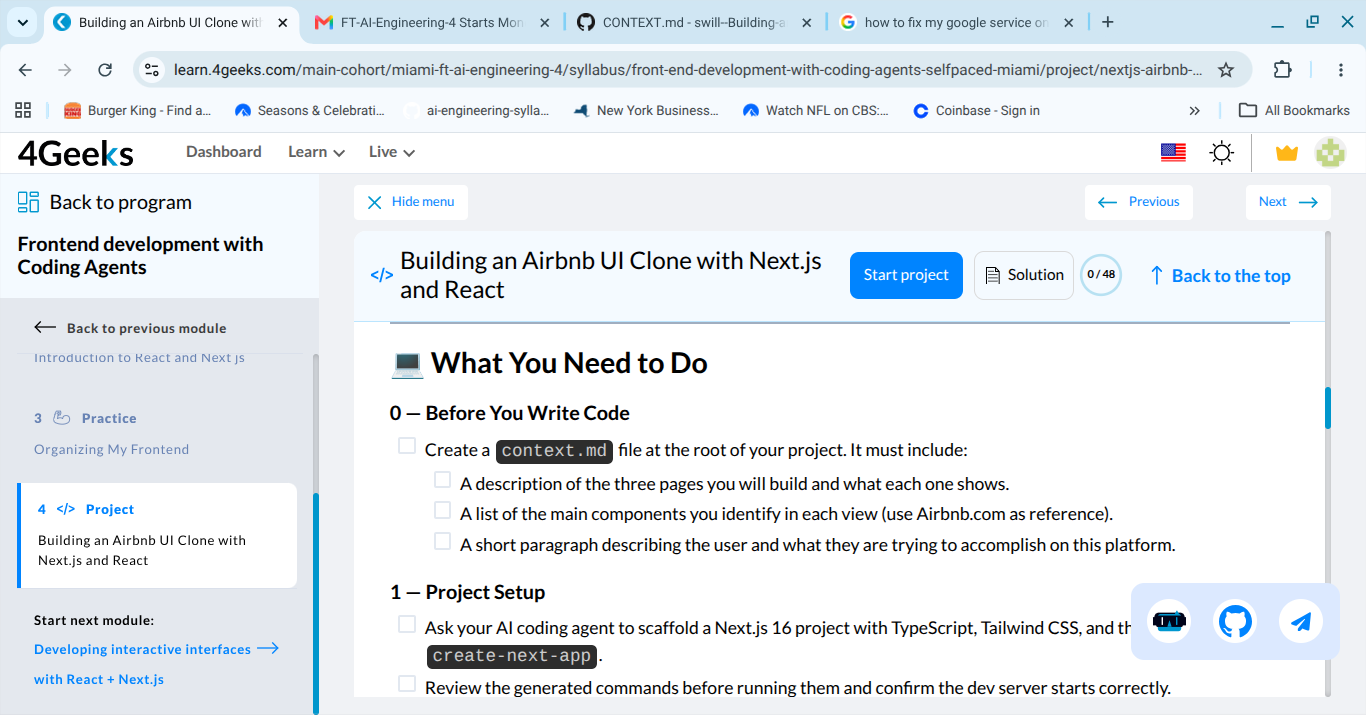 Building an Airbnb UI Clone with
FT-AI-Engineering-4 Starts Mon
CONTEXT.md - swill--Building-a
how to fix my google service on
learn.4geeks.com/main-cohort/miami-ft-ai-engineering-4/syllabus/front-end-development-with-coding-agents-selfpaced-miami/project/nextjs-airbnb-...
Burger King - Find a...
Seasons & Celebrati...
ai-engineering-sylla...
New York Business...
Watch NFL on CBS:...
Coinbase - Sign in
All Bookmarks
4Geeks
Dashboard
Learn
Live
Back to program
Frontend development with
Coding Agents
Back to previous module
Introduction to React and Next js
3 Practice
Organizing My Frontend
4 </> Project
Building an Airbnb UI Clone with
Next.js and React
Start next module:
Developing interactive interfaces
with React + Next.js
Hide menu
Previous
Next
</> Building an Airbnb UI Clone with Next.js
and React
Start project
Solution
0 / 48
Back to the top
What You Need to Do
0 — Before You Write Code
Create a context.md file at the root of your project. It must include:
A description of the three pages you will build and what each one shows.
A list of the main components you identify in each view (use Airbnb.com as reference).
A short paragraph describing the user and what they are trying to accomplish on this platform.
1 — Project Setup
Ask your AI coding agent to scaffold a Next.js 16 project with TypeScript, Tailwind CSS, and th
create-next-app.
Review the generated commands before running them and confirm the dev server starts correctly.